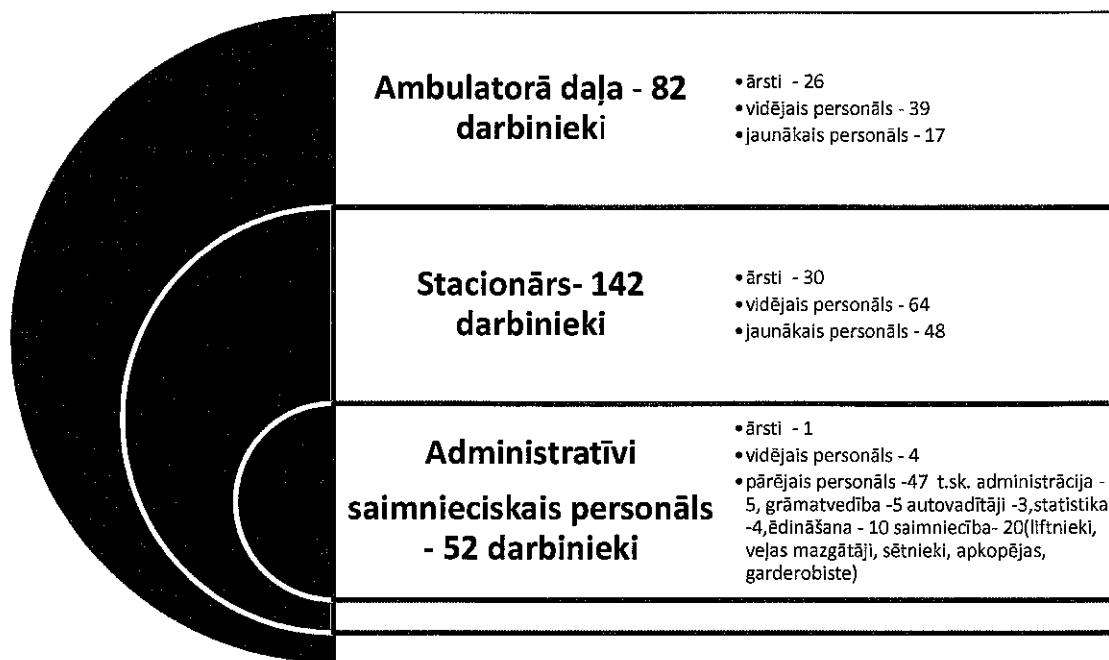 Ambulatorā daļa - 82
darbinieki
•ārsti - 26
•vidējais personāls - 39
•jaunākais personāls - 17
Stacionārs- 142
darbinieki
•ārsti - 30
•vidējais personāls - 64
•jaunākais personāls - 48
Administratīvi
saimnieciskais personāls
- 52 darbinieki
•ārsti - 1
•vidējais personāls - 4
•pārējais personāls -47 t.sk. administrācija -
5, grāmatvedība -5 autovadītāji -3,statistika
-4,ēdināšana - 10 saimniecība- 20(liftnieki,
veļas mazgātāji, sētnieki, apkopējas,
garderobiste)